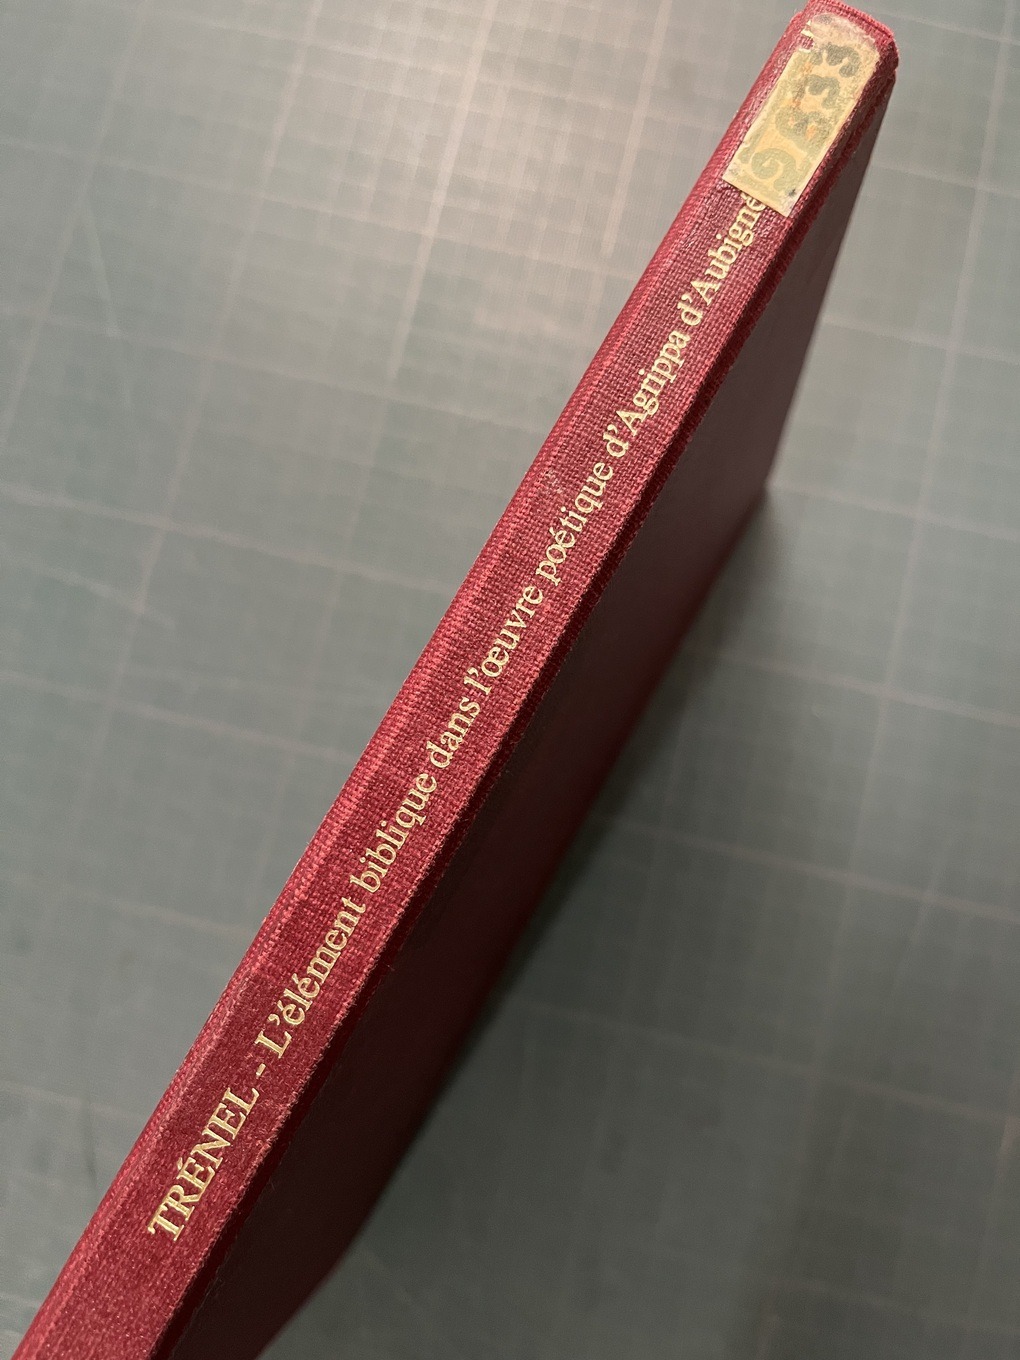 TRÉNEL - L'élément biblique dans l'œuvre poétique d'Agrippa d'Aubigné